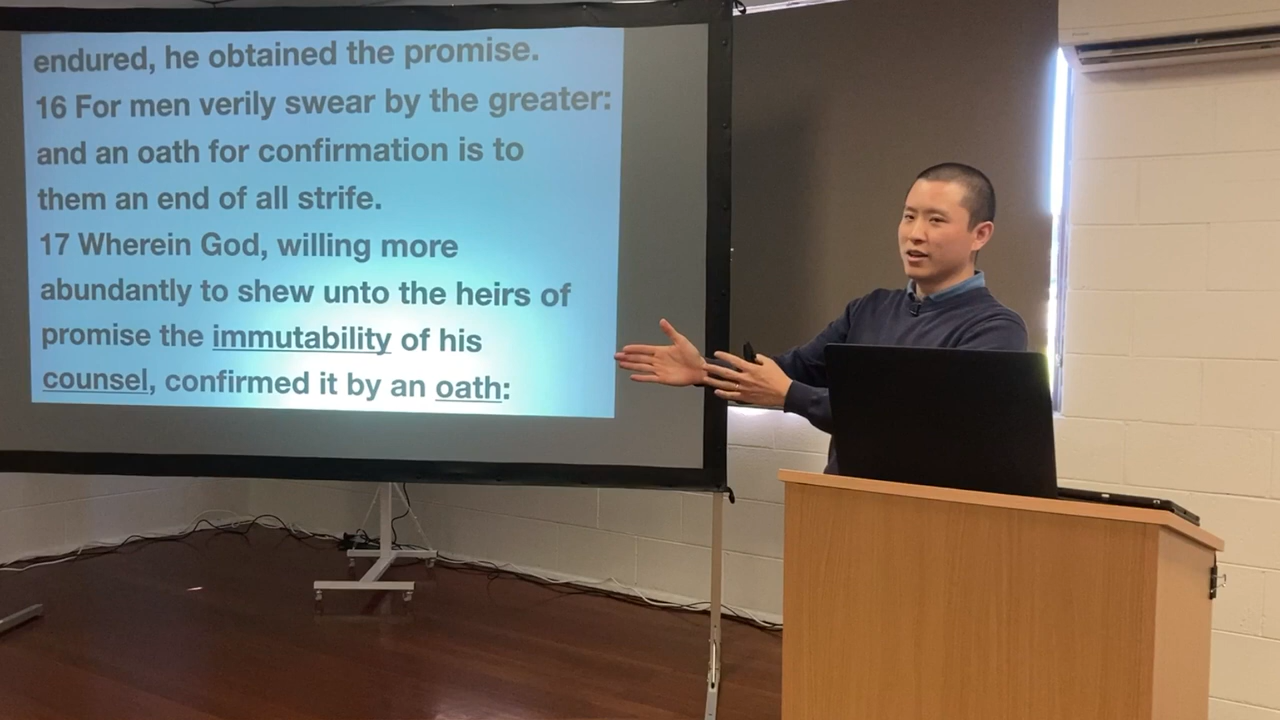 endured, he obtained the promise.
16 For men verily swear by the greater:
and an oath for confirmation is to
them an end of all strife.
17 Wherein God, willing more
abundantly to shew unto the heirs of
promise the immutability of his
counsel, confirmed it by an oath: